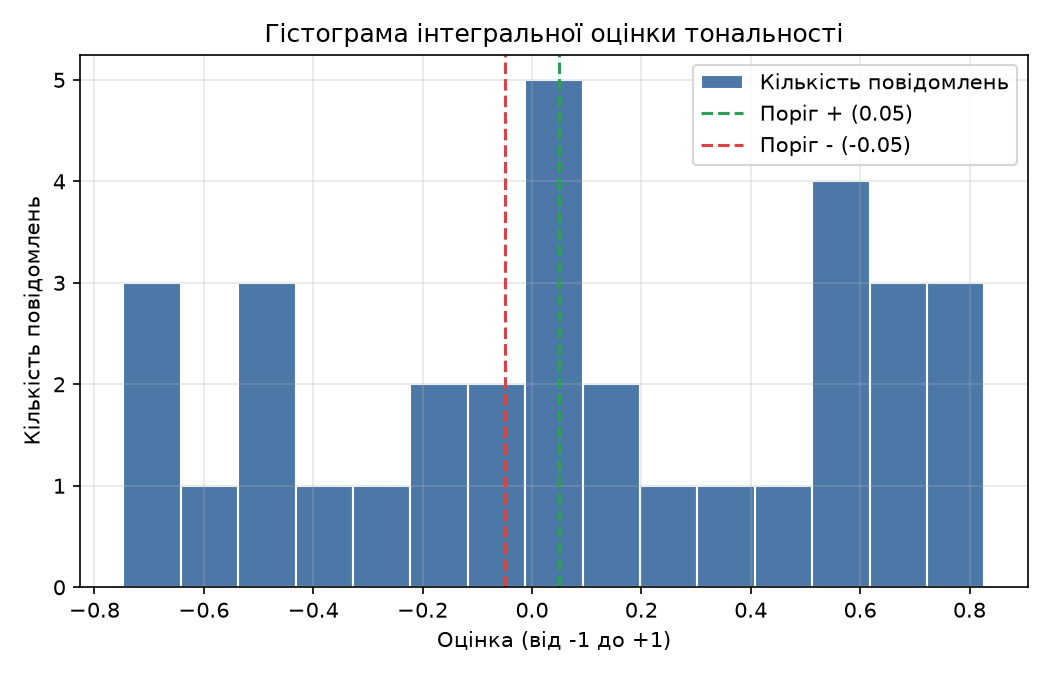 Гістограма інтегральної оцінки тональності
Кількість повідомлень
Поріг + (0.05)
Поріг - (-0.05)
Кількість повідомлень
5
4
3
2
1
0
−0.8 −0.6 −0.4 −0.2 0.0 0.2 0.4 0.6 0.8
Оцінка (від -1 до +1)